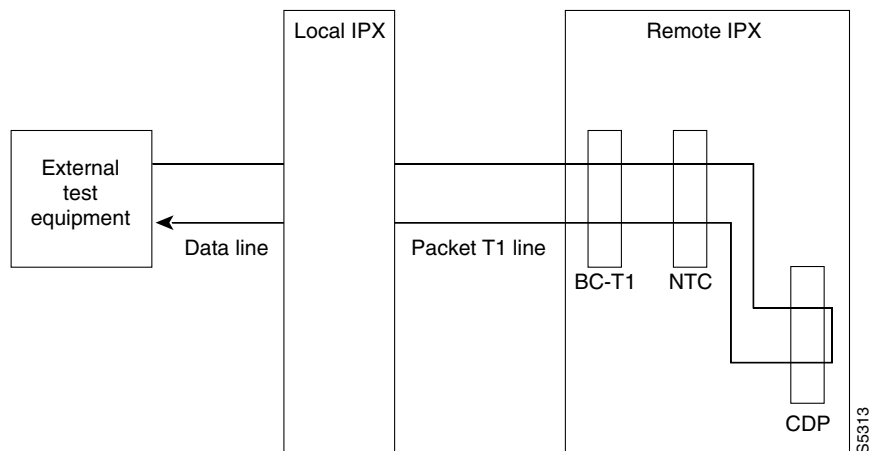 Local IPX
Remote IPX
External
test
equipment
Data line
Packet T1 line
BC-T1
NTC
CDP
S5313